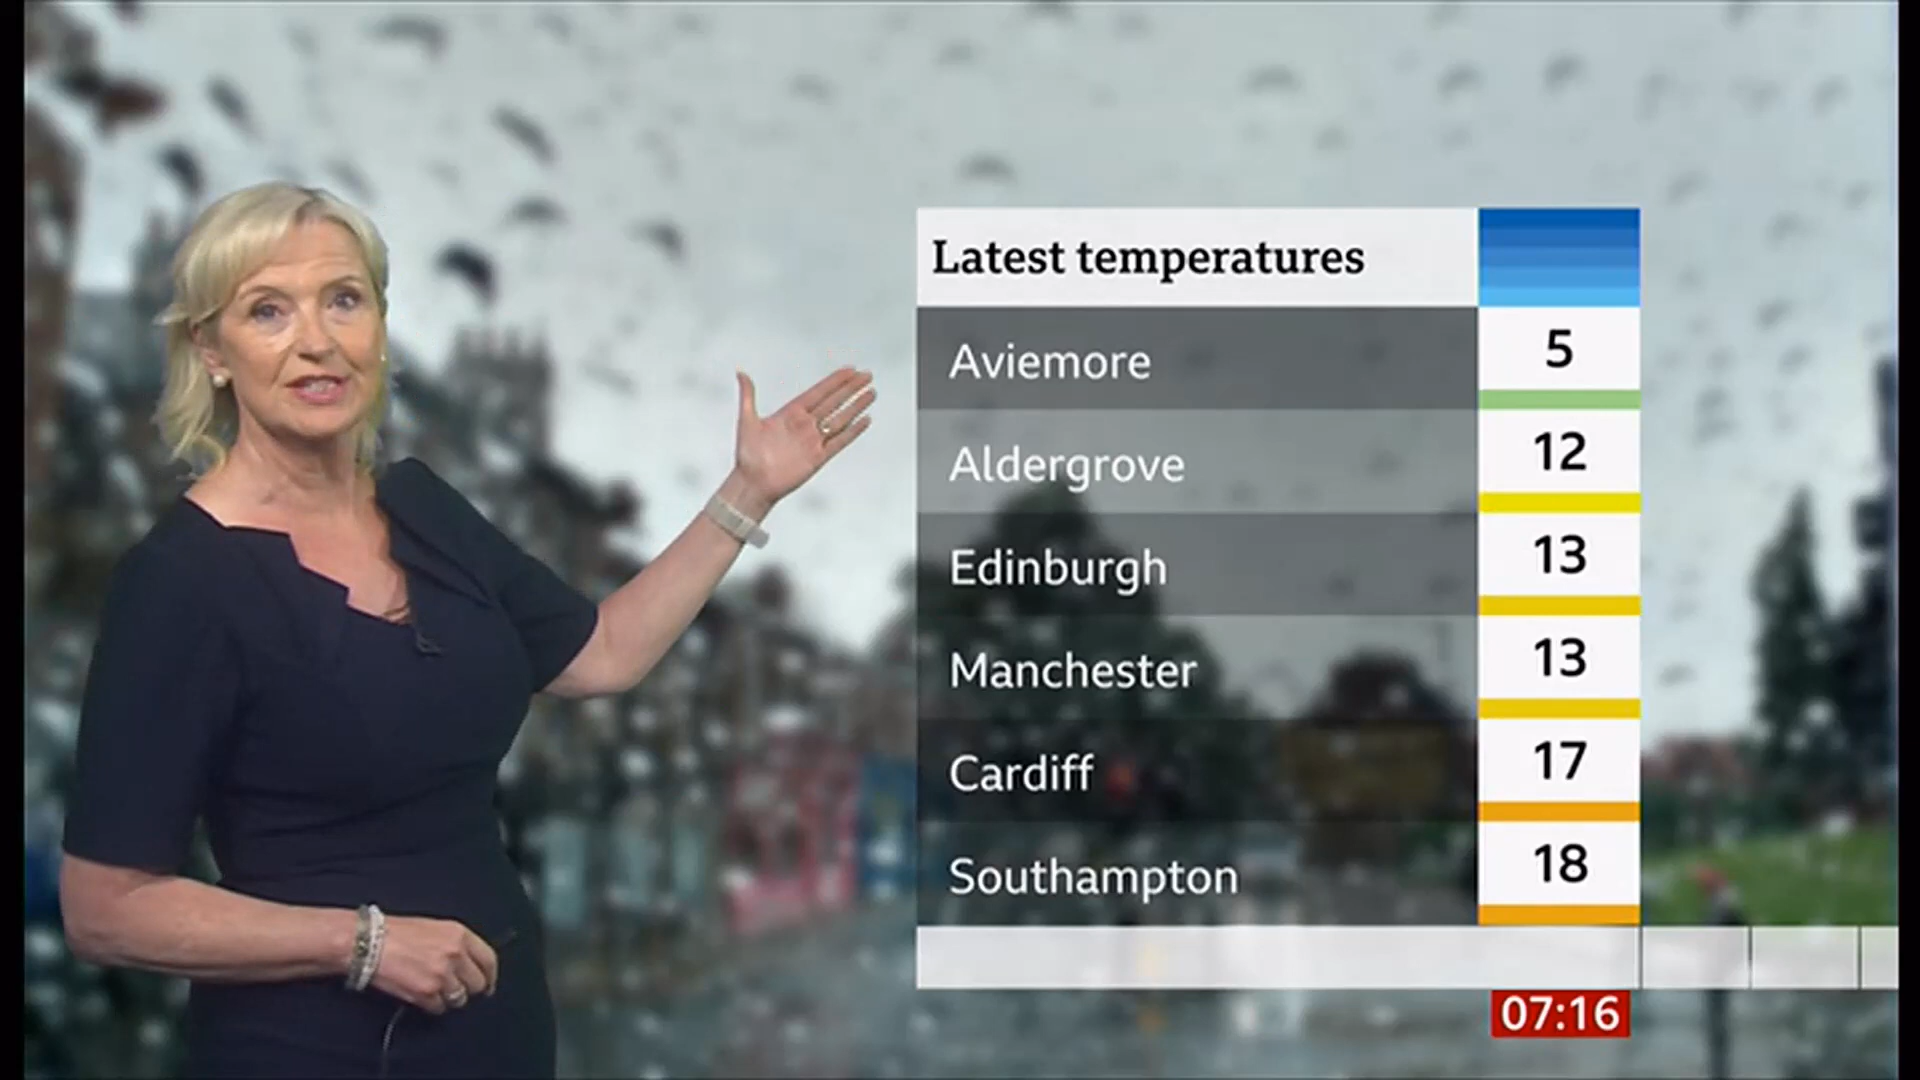 Latest temperatures
Aviemore 5
Aldergrove 12
Edinburgh 13
Manchester 13
Cardiff 17
Southampton 18
07:16